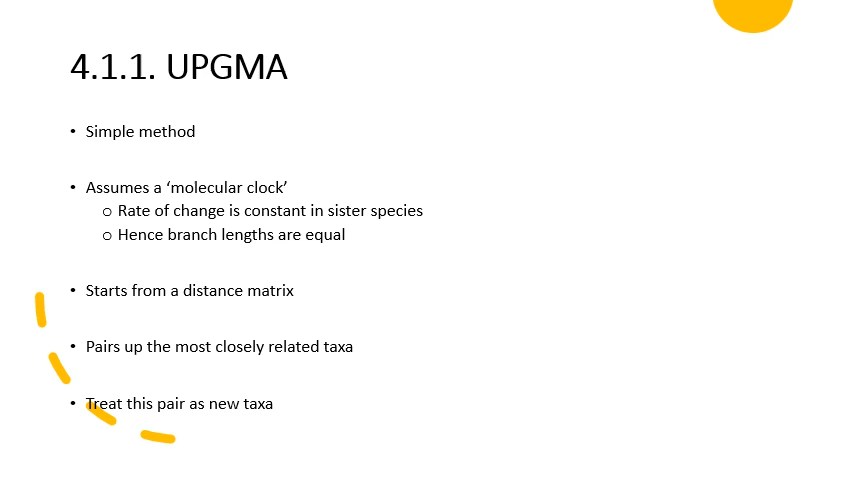 4.1.1. UPGMA
• Simple method
• Assumes a ‘molecular clock’
o Rate of change is constant in sister species
o Hence branch lengths are equal
• Starts from a distance matrix
• Pairs up the most closely related taxa
• Treat this pair as new taxa